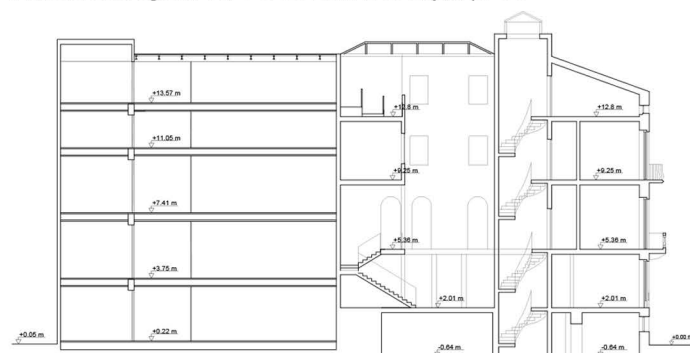 +13.57 m
+12.8 m
+12.8 m
+11.05 m
+9.25 m
+9.25 m
+7.41 m
+5.36 m
+5.36 m
+3.75 m
+2.01 m
+2.01 m
+0.22 m
+0.05 m
-0.64 m
-0.64 m